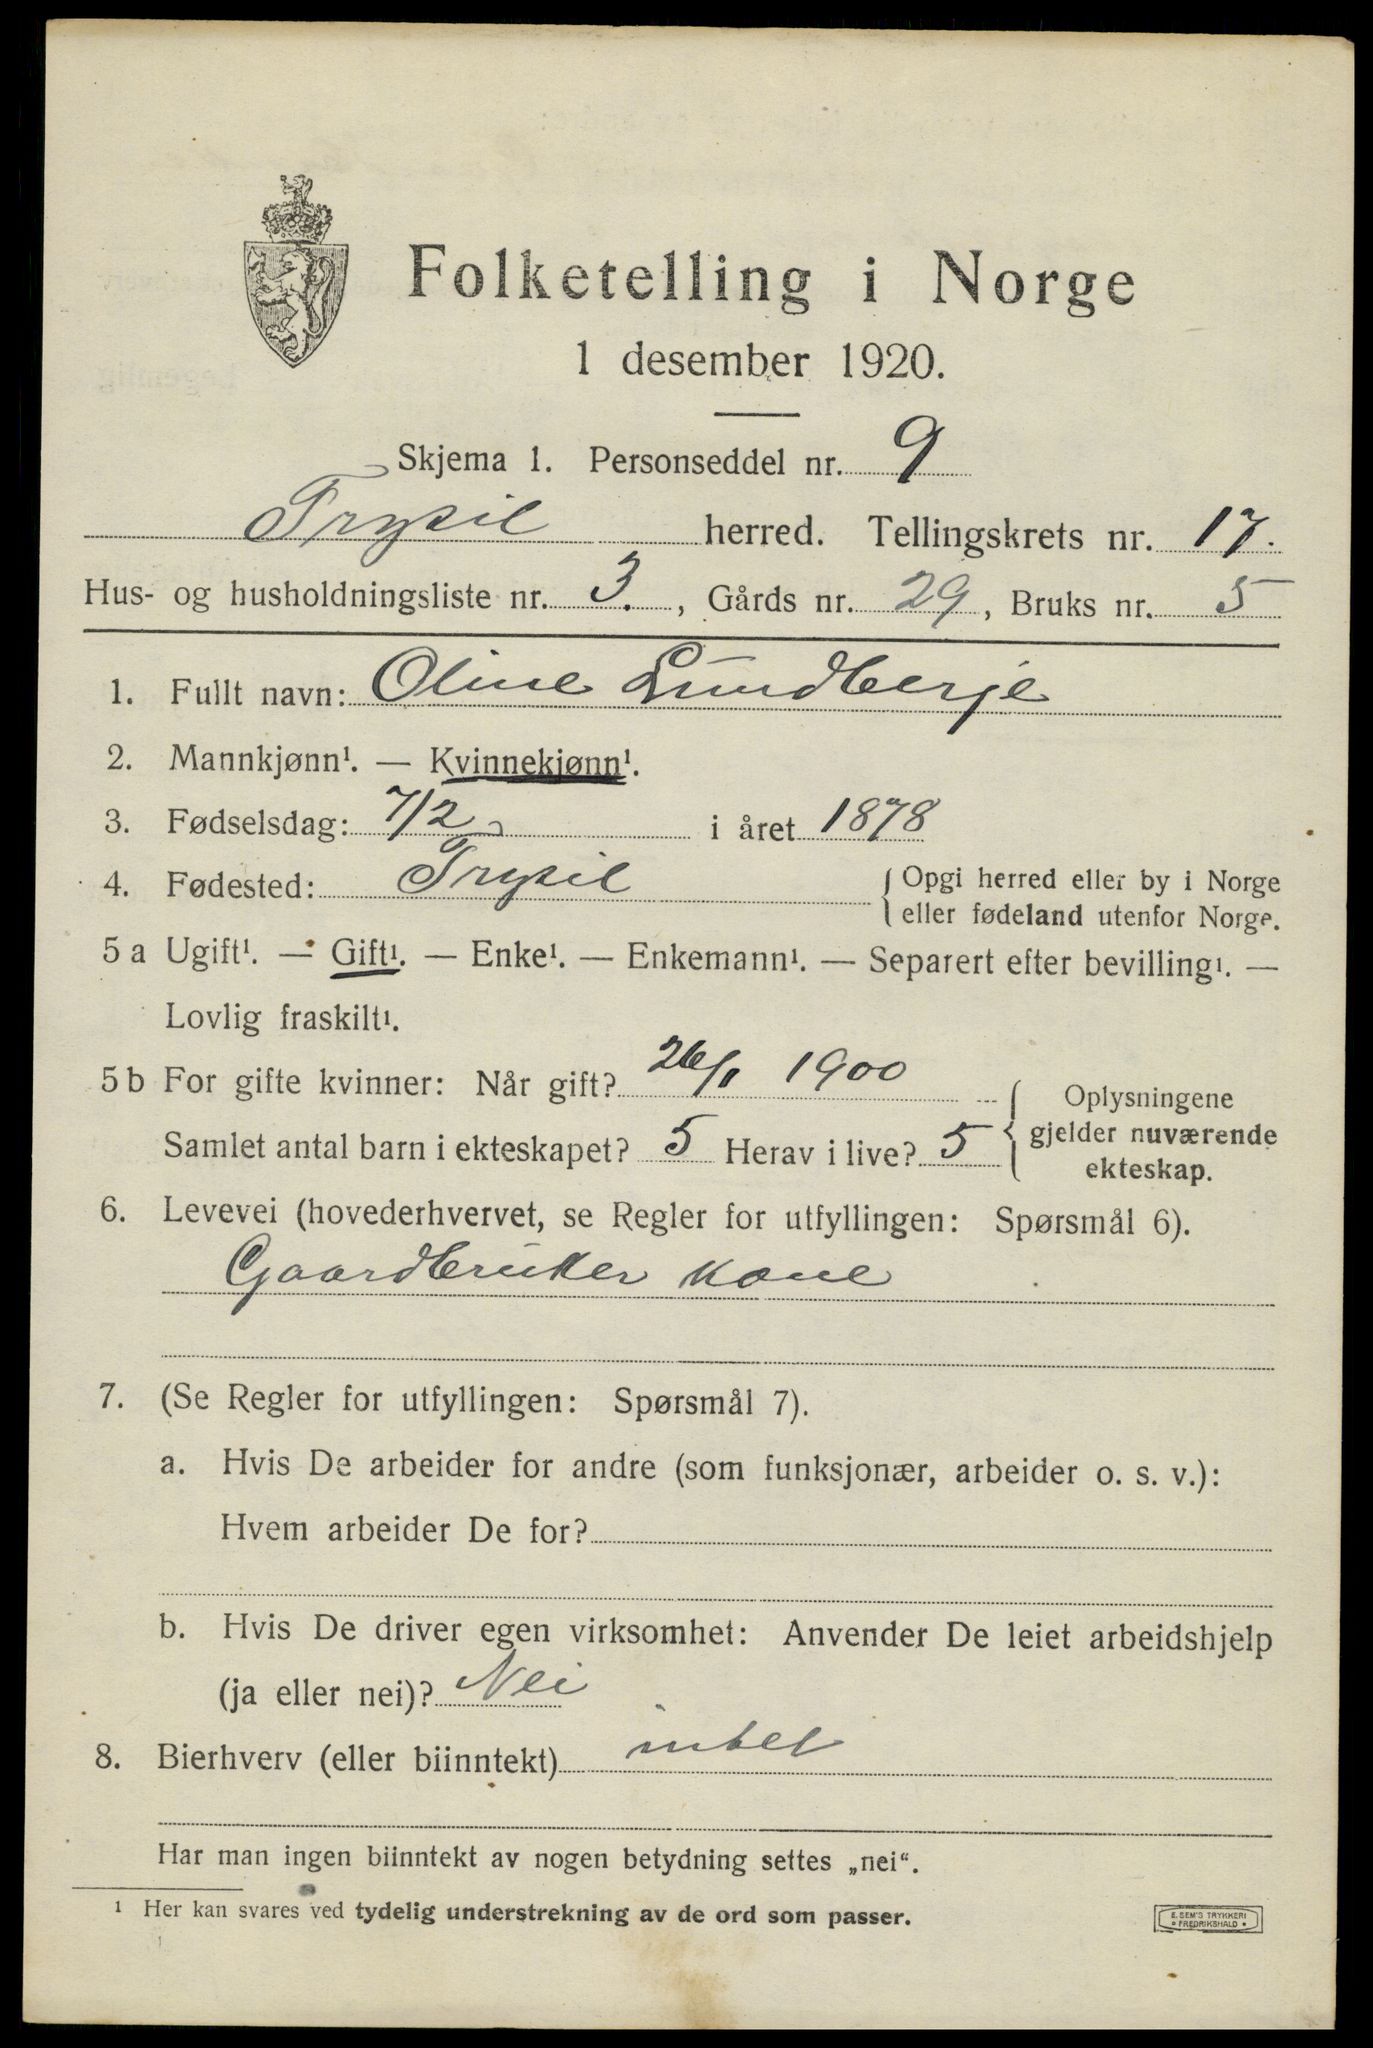 Folketelling i Norge
1 desember 1920.
Skjema 1. Personseddel nr. 9
Trysil herred. Tellingskrets nr. 17.
Hus- og husholdningsliste nr. 3., Gårds nr. 29, Bruks nr. 5
1. Fullt navn: Oline Lundberje
2. Mannkjønn¹. — Kvinnekjønn¹.
3. Fødselsdag: 7/2 i året 1878
4. Fødested: Trysil { Opgi herred eller by i Norge
eller fødeland utenfor Norge.
5 a Ugift¹. — Gift¹. — Enke¹. — Enkemann¹. — Separert efter bevilling¹. —
Lovlig fraskilt¹.
5 b For gifte kvinner: Når gift? 26/1 1900
Samlet antal barn i ekteskapet? 5 Herav i live? 5 { Oplysningene
gjelder nuværende
ekteskap.
6. Levevei (hovederhvervet, se Regler for utfyllingen: Spørsmål 6).
Gaardbruker kone
7. (Se Regler for utfyllingen: Spørsmål 7).
a. Hvis De arbeider for andre (som funksjonær, arbeider o. s. v.):
Hvem arbeider De for?
b. Hvis De driver egen virksomhet: Anvender De leiet arbeidshjelp
(ja eller nei)? Nei
8. Bierhverv (eller biinntekt) intet
Har man ingen biinntekt av nogen betydning settes „nei“.
¹ Her kan svares ved tydelig understrekning av de ord som passer.
E. SEM'S TRYKKERI
• FREDRIKSHALD •